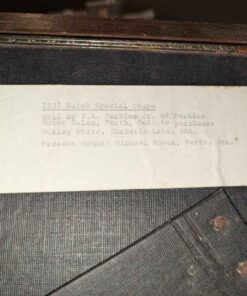 1937 Buick Special Coupe
Sold by J.A. Perkins Jr. of Perkins
Motor Sales, Perth, Ont. to purchaser
Morley White, Christie Lake, Ont.
Present Owner: Michael Bowes, Perth, Ont.